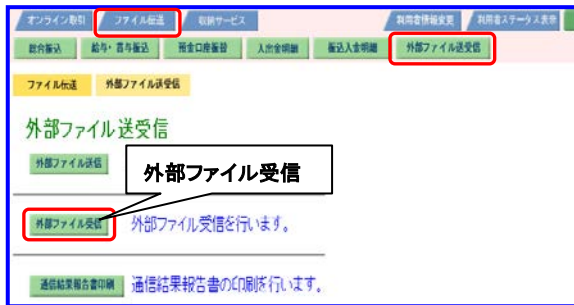 オンライン取引 ファイル伝送 収納サービス 利用者情報変更 利用者ステータス表示
総合振込 給与・賞与振込 預金口座振替 入出金明細 振込入金明細 外部ファイル送受信
ファイル伝送 外部ファイル送受信
外部ファイル送受信
外部ファイル送信
外部ファイル受信
外部ファイル受信 外部ファイル受信を行います。
通信結果報告書印刷 通信結果報告書の印刷を行います。